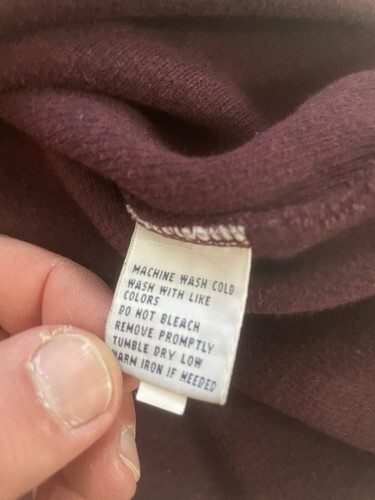 MACHINE WASH COLD
WASH WITH LIKE
COLORS
DO NOT BLEACH
REMOVE PROMPTLY
TUMBLE DRY LOW
WARM IRON IF NEEDED